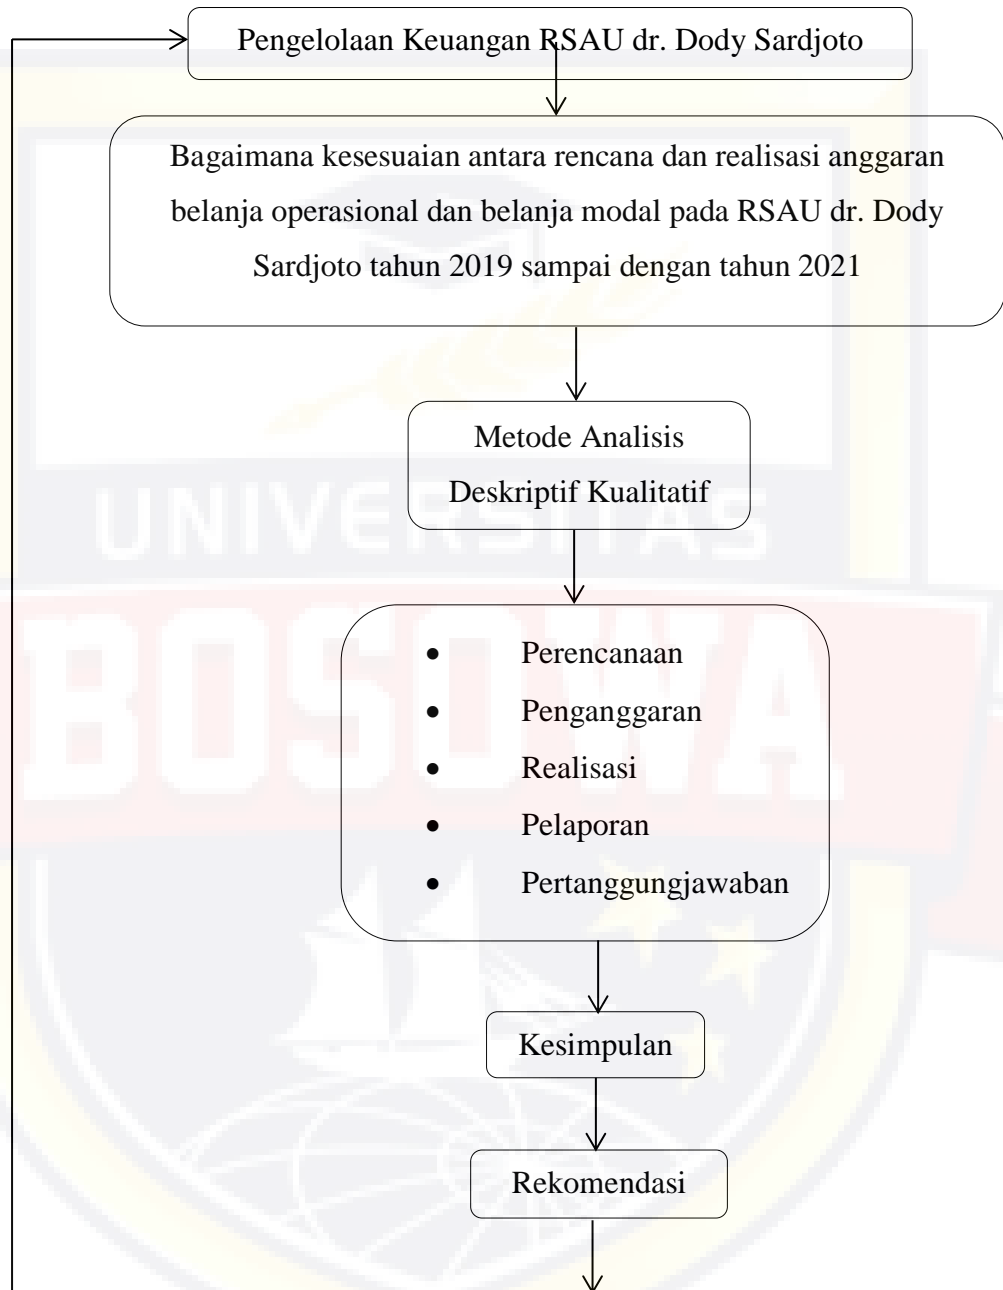 Pengelolaan Keuangan RSAU dr. Dody Sardjoto
Bagaimana kesesuaian antara rencana dan realisasi anggaran
belanja operasional dan belanja modal pada RSAU dr. Dody
Sardjoto tahun 2019 sampai dengan tahun 2021
Metode Analisis
Deskriptif Kualitatif
UNIVERSITAS
BOSOWA
• Perencanaan
• Penganggaran
• Realisasi
• Pelaporan
• Pertanggungjawaban
Kesimpulan
Rekomendasi